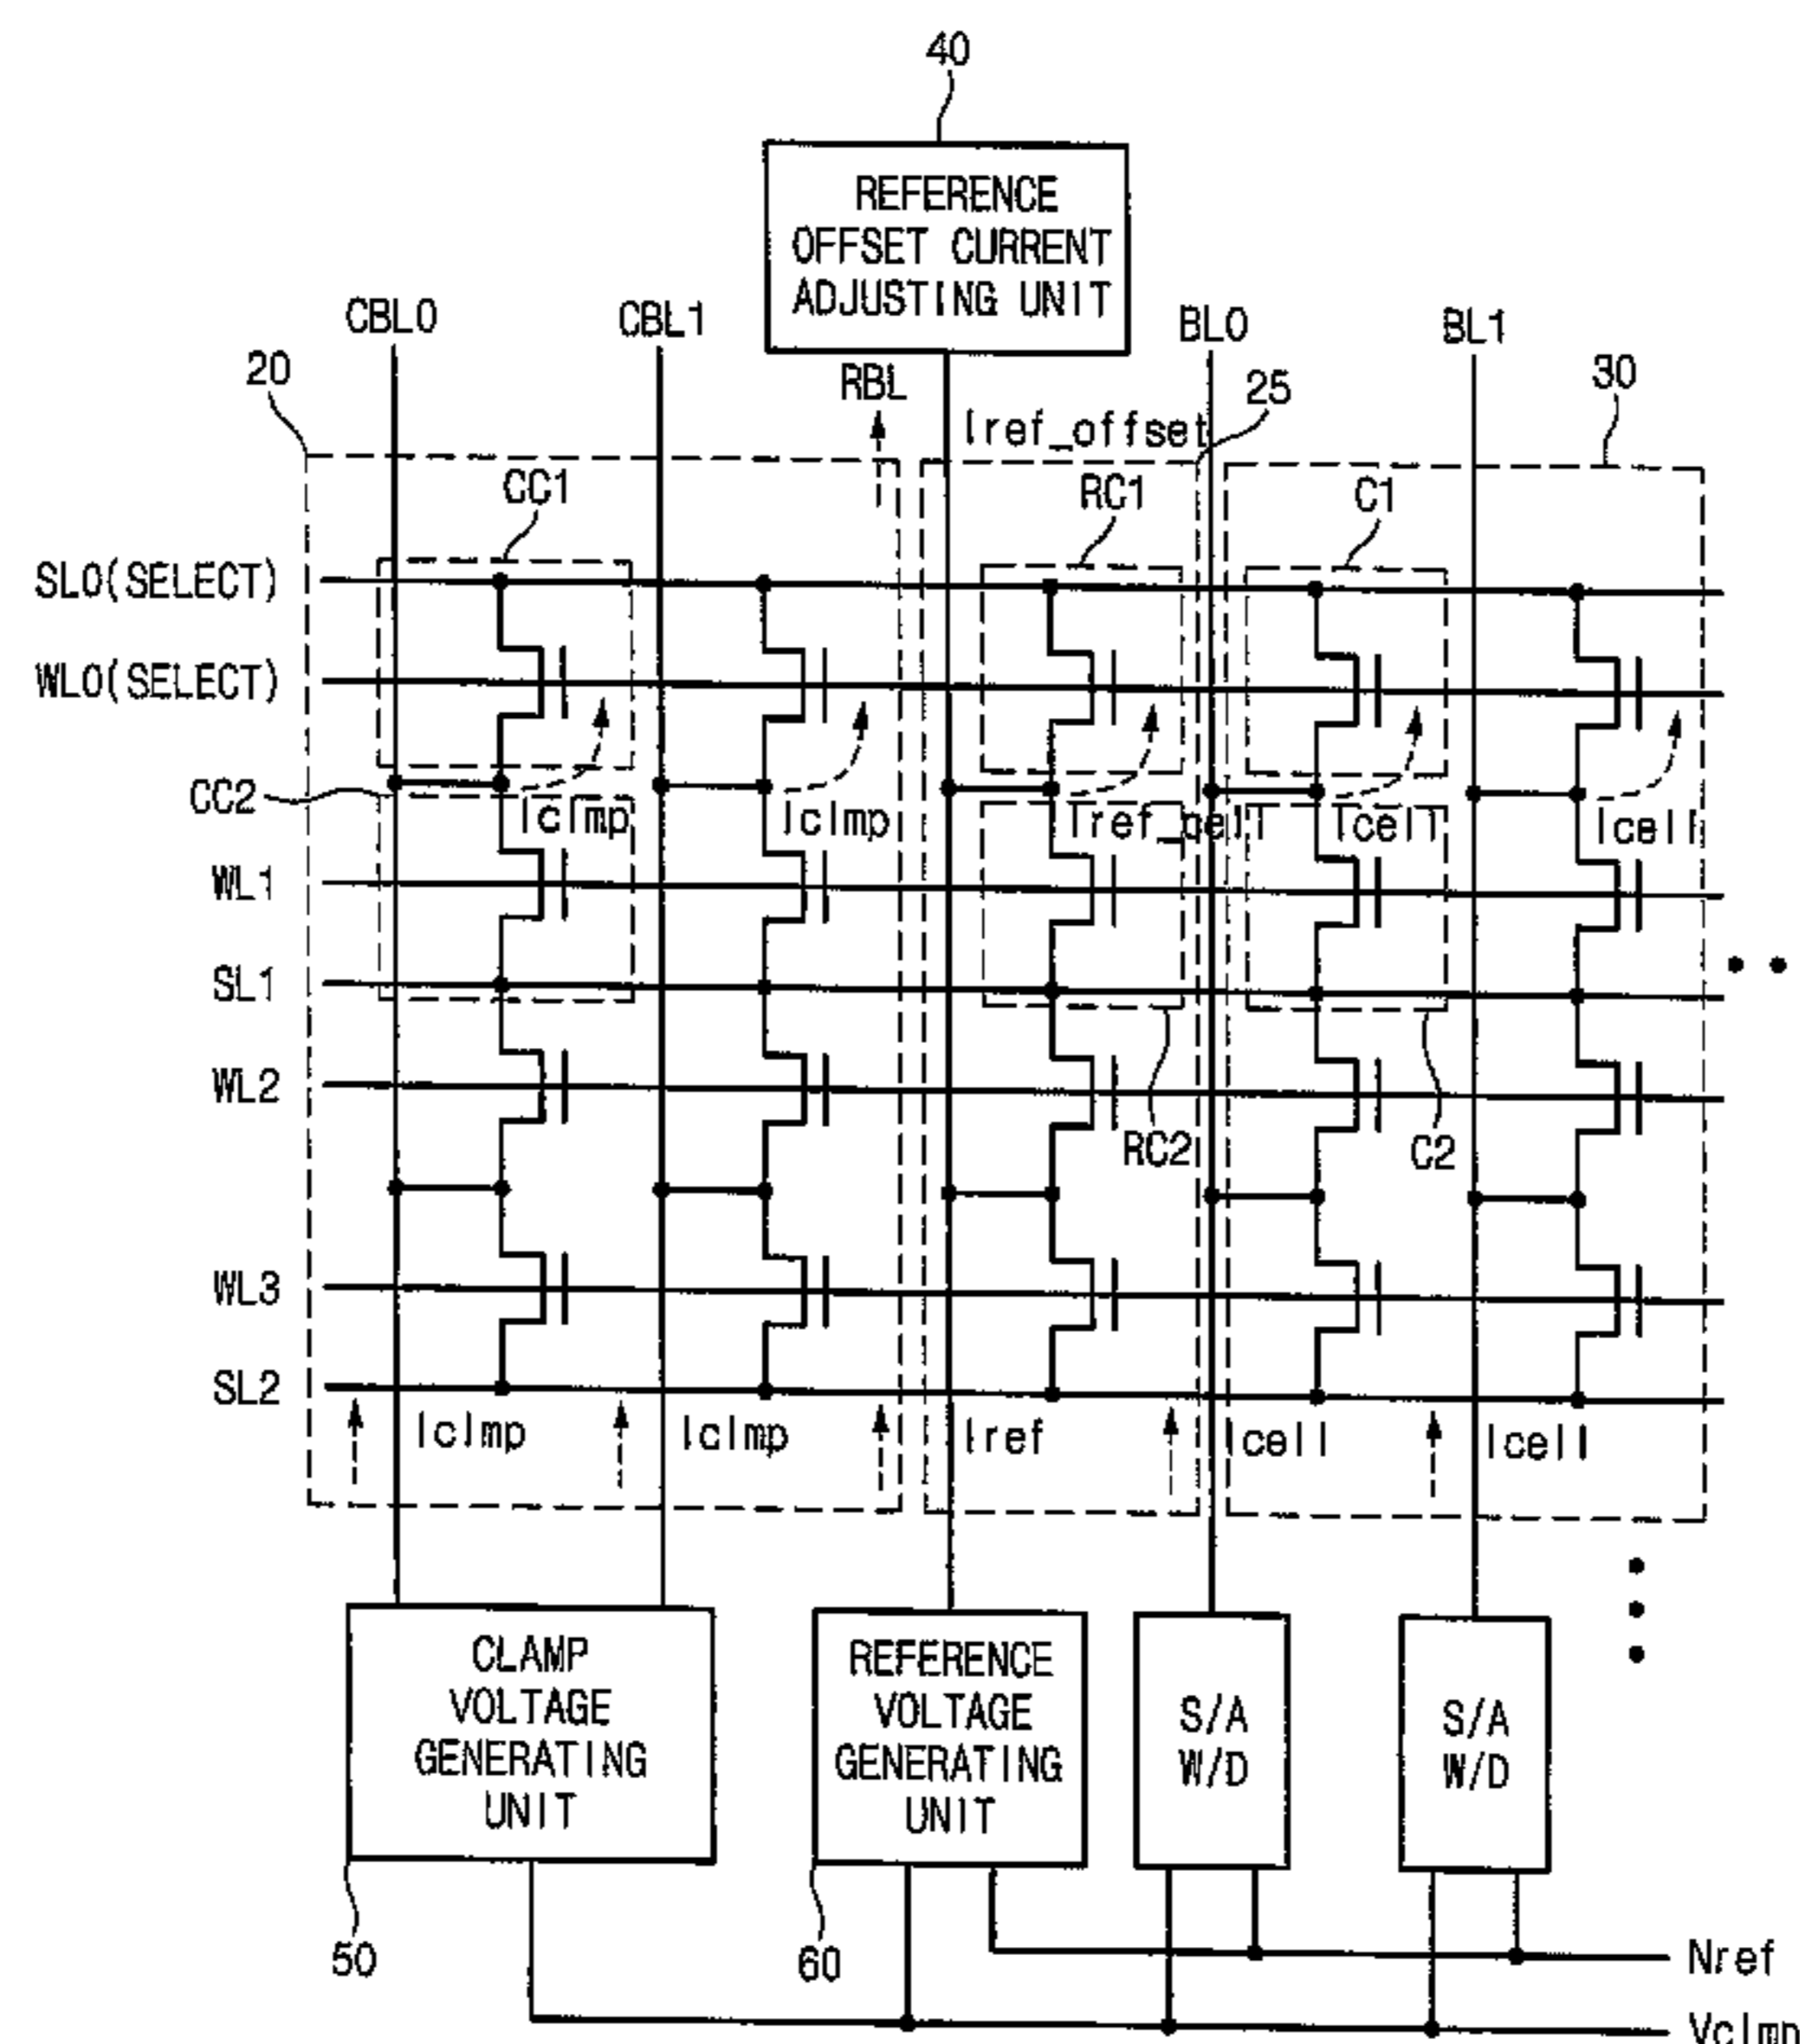 40
REFERENCE
OFFSET CURRENT
ADJUSTING UNIT
CBL0
CBL1
BL0
BL1
20
RBL
25
30
Iref_offset
CC1
RC1
C1
SL0(SELECT)
WL0(SELECT)
CC2
Iclmp
Iclmp
Iref_cell
Icell
Icell
WL1
SL1
WL2
RC2
C2
WL3
SL2
Iclmp
Iclmp
Iref
Icell
Icell
CLAMP
VOLTAGE
GENERATING
UNIT
REFERENCE
VOLTAGE
GENERATING
UNIT
S/A
W/D
S/A
W/D
50
60
Nref
Vclmp